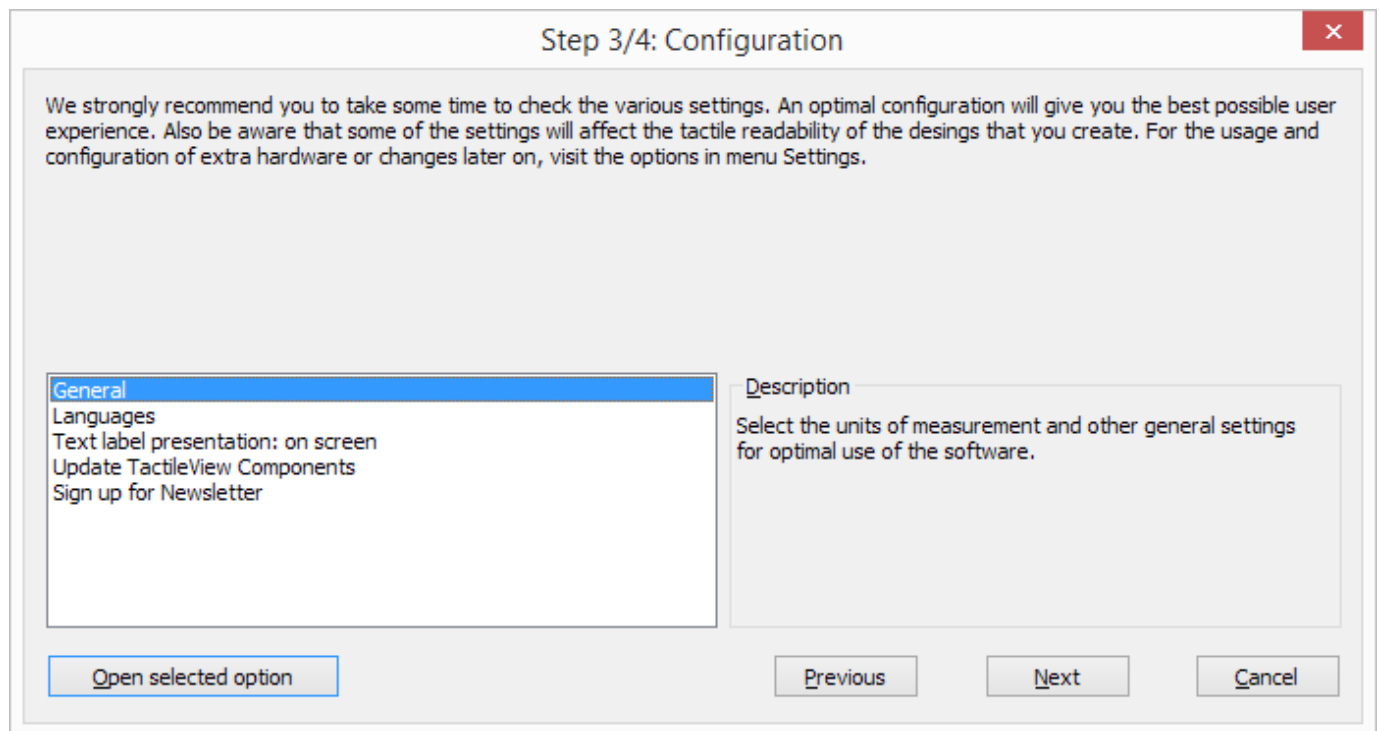 Step 3/4: Configuration
We strongly recommend you to take some time to check the various settings. An optimal configuration will give you the best possible user
experience. Also be aware that some of the settings will affect the tactile readability of the desings that you create. For the usage and
configuration of extra hardware or changes later on, visit the options in menu Settings.
General
Languages
Text label presentation: on screen
Update TactileView Components
Sign up for Newsletter
Description
Select the units of measurement and other general settings
for optimal use of the software.
Open selected option
Previous
Next
Cancel